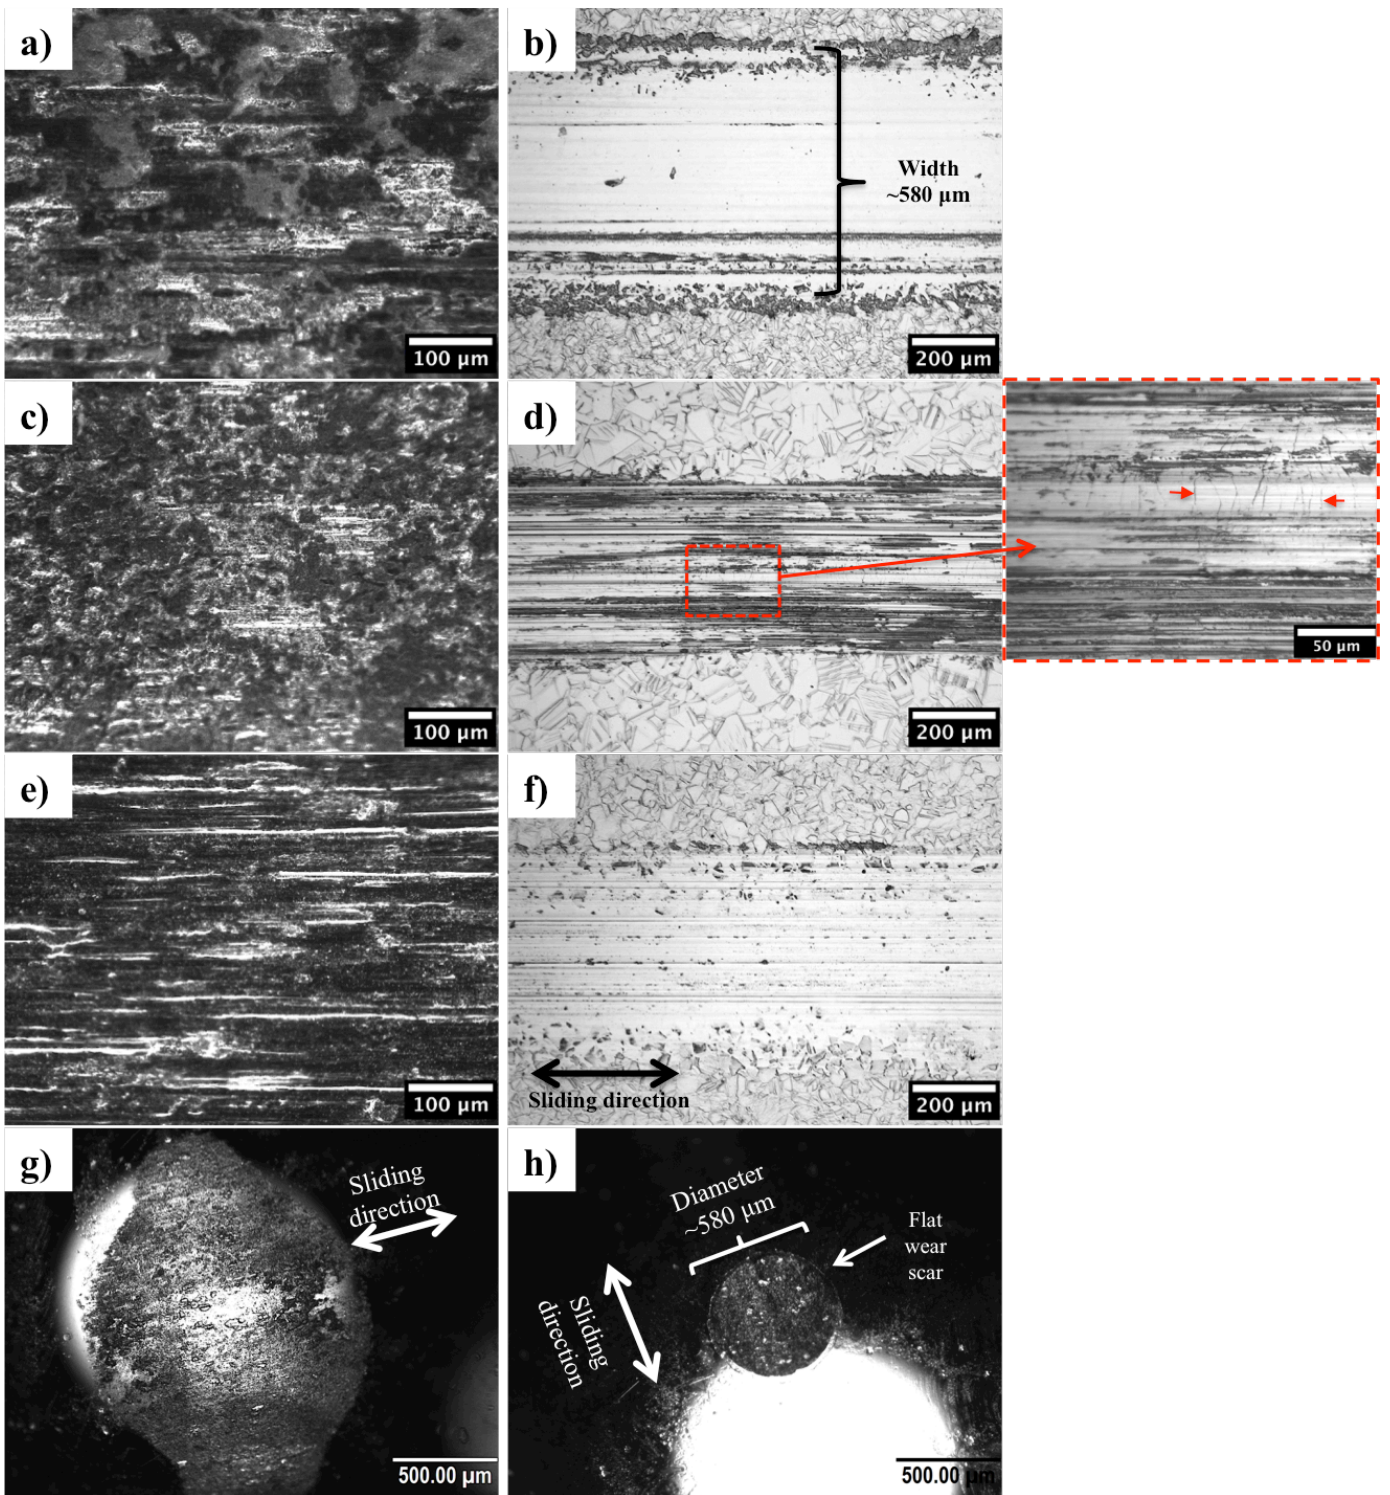 a)
100 µm
b)
Width
~580 µm
200 µm
c)
100 µm
d)
200 µm
50 µm
e)
100 µm
f)
Sliding direction
200 µm
g)
Sliding
direction
500.00 µm
h)
Diameter
~580 µm
Flat
wear
scar
Sliding
direction
500.00 µm